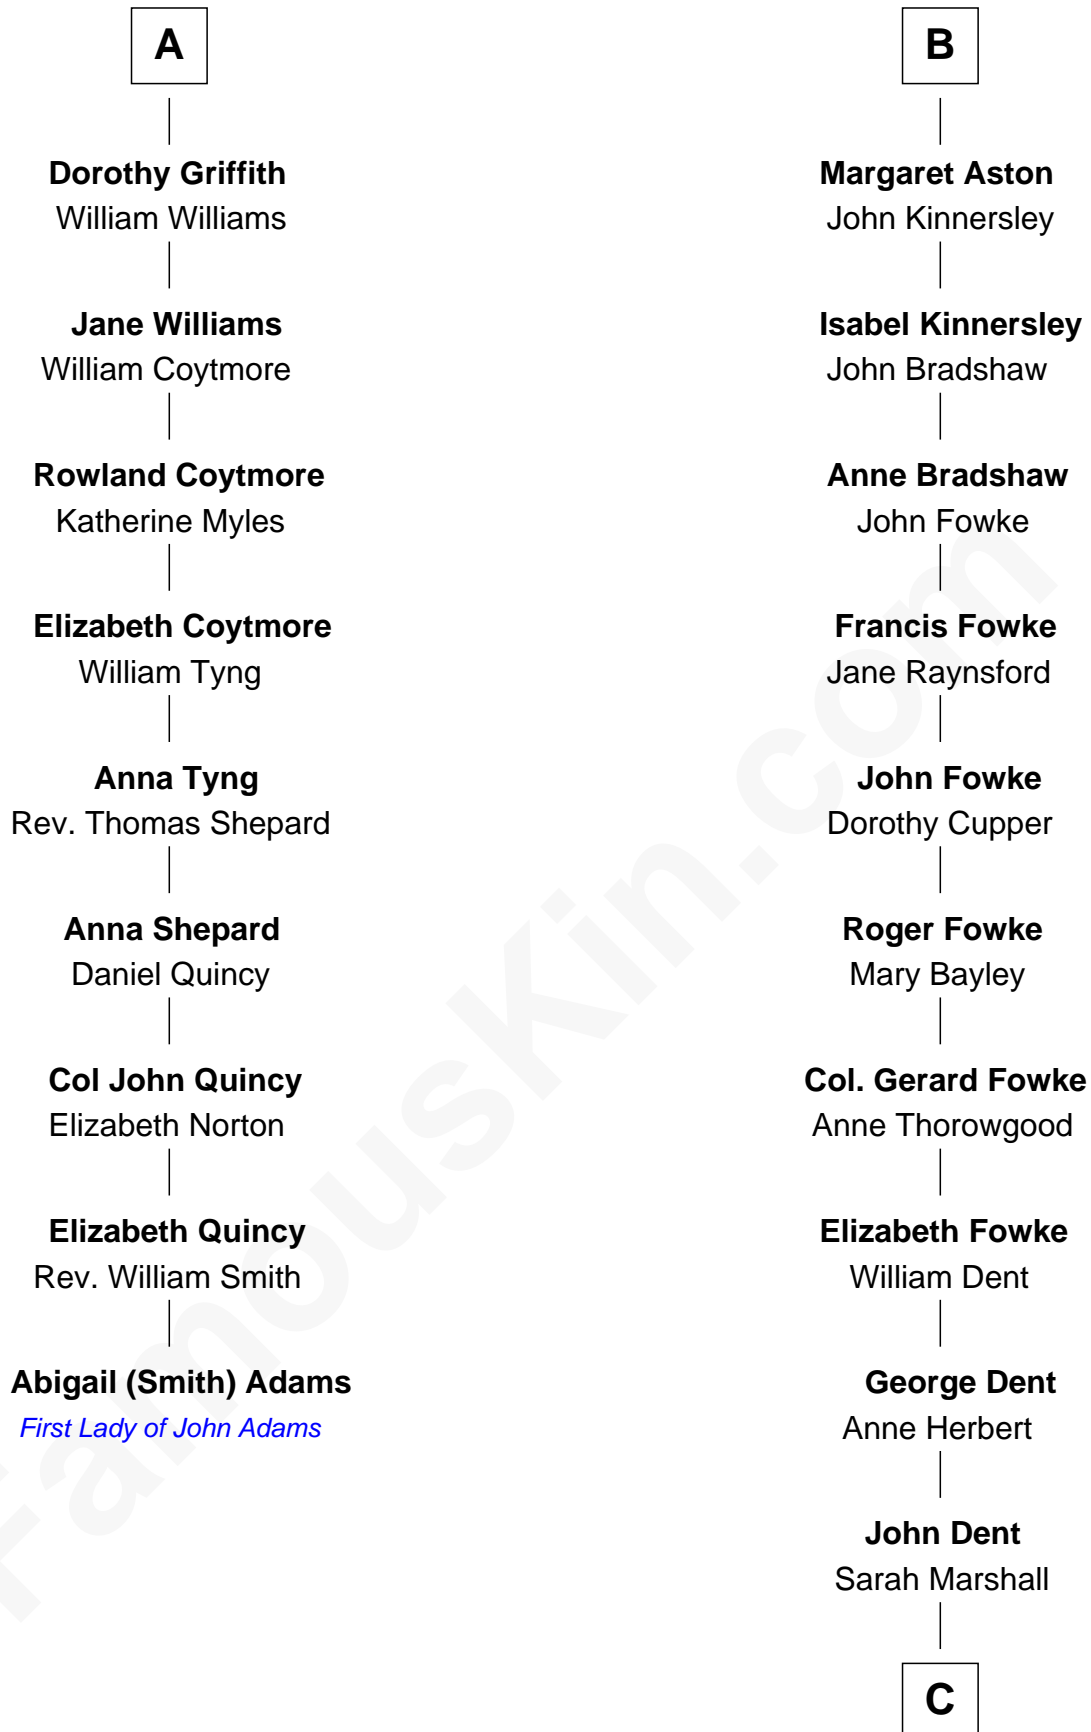 A
Dorothy Griffith
William Williams
Jane Williams
William Coytmore
Rowland Coytmore
Katherine Myles
Elizabeth Coytmore
William Tyng
Anna Tyng
Rev. Thomas Shepard
Anna Shepard
Daniel Quincy
Col John Quincy
Elizabeth Norton
Elizabeth Quincy
Rev. William Smith
Abigail (Smith) Adams
First Lady of John Adams
B
Margaret Aston
John Kinnersley
Isabel Kinnersley
John Bradshaw
Anne Bradshaw
John Fowke
Francis Fowke
Jane Raynsford
John Fowke
Dorothy Cupper
Roger Fowke
Mary Bayley
Col. Gerard Fowke
Anne Thorowgood
Elizabeth Fowke
William Dent
George Dent
Anne Herbert
John Dent
Sarah Marshall
C
FamousKin.com